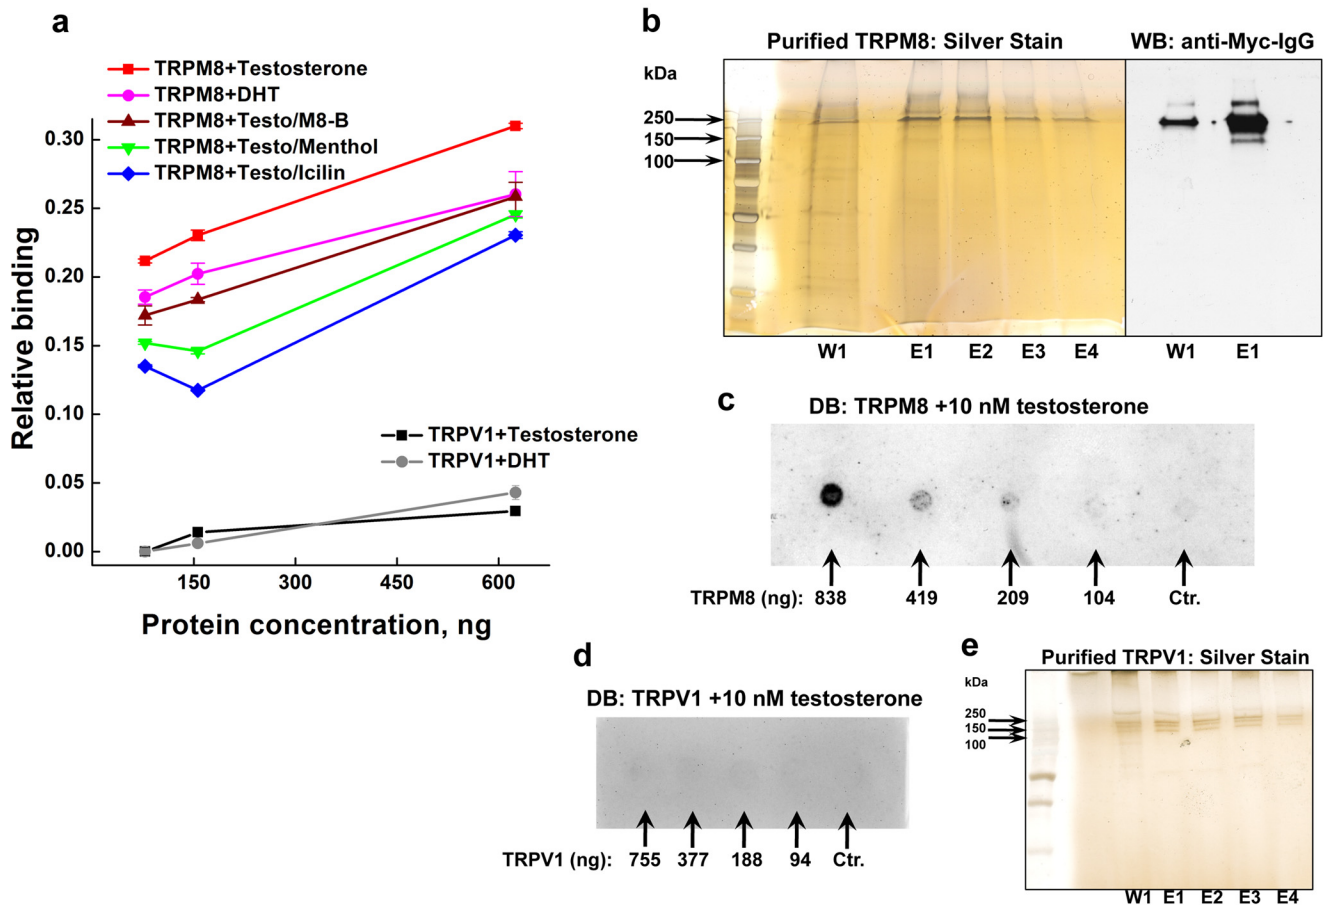 a
TRPM8+Testosterone
TRPM8+DHT
TRPM8+Testo/M8-B
TRPM8+Testo/Menthol
TRPM8+Testo/Icilin
0.30
0.25
0.20
0.15
0.10
0.05
0.00
Relative binding
TRPV1+Testosterone
TRPV1+DHT
150 300 450 600
Protein concentration, ng
b
Purified TRPM8: Silver Stain
WB: anti-Myc-IgG
kDa
250
150
100
W1 E1 E2 E3 E4
W1 E1
c
DB: TRPM8 +10 nM testosterone
TRPM8 (ng): 838 419 209 104 Ctr.
d
DB: TRPV1 +10 nM testosterone
TRPV1 (ng): 755 377 188 94 Ctr.
e
Purified TRPV1: Silver Stain
kDa
250
150
100
W1 E1 E2 E3 E4